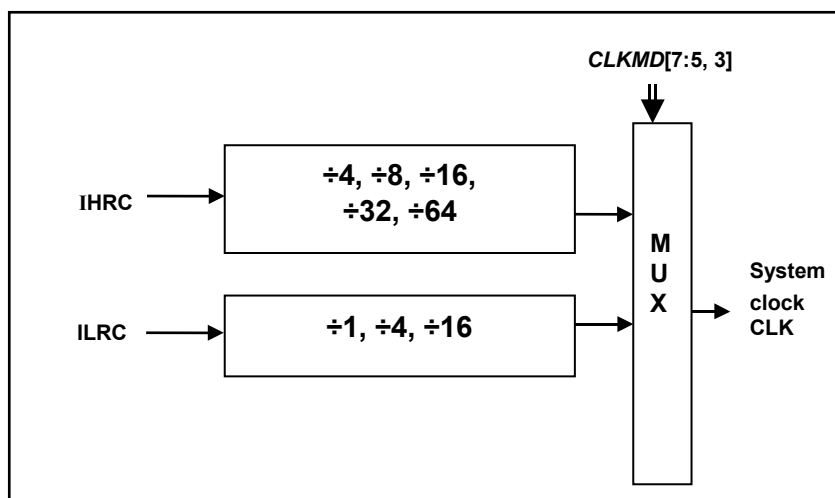 CLKMD[7:5, 3]
÷4, ÷8, ÷16,
÷32, ÷64
IHRC
M
U
X
System
clock
CLK
ILRC
÷1, ÷4, ÷16